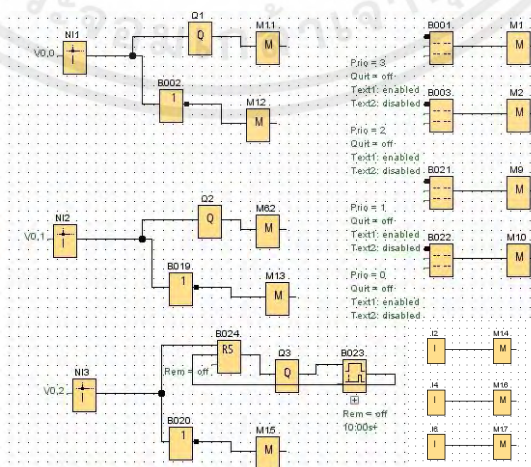 Q1
M11
NI1
Q
M
V0,0
I
B002
M12
1
M
Q2
M62
NI2
Q
M
V0,1
I
B019
M13
1
M
B024
RS
Q3
B023
NI3
Rem = off
Q
V0,2
I
Rem = off
10:00s+
B020
M15
1
M
B001
M1
M
Prio = 3
Quit = off
Text1: enabled
Text2: disabled
B003
M2
M
Prio = 2
Quit = off
Text1: enabled
Text2: disabled
B021
M9
M
Prio = 1
Quit = off
Text1: enabled
Text2: disabled
B022
M10
M
Prio = 0
Quit = off
Text1: enabled
Text2: disabled
I2
M14
I
M
I4
M16
I
M
I6
M17
I
M